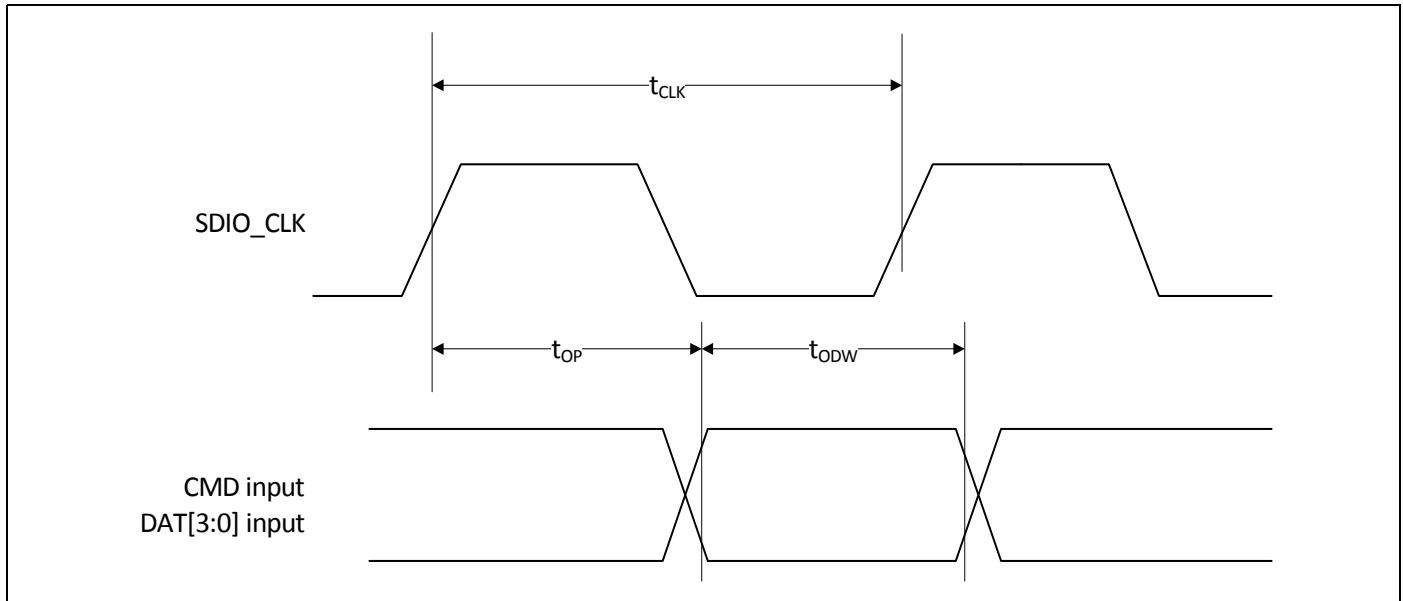 tCLK
SDIO_CLK
tOP
tODW
CMD input
DAT[3:0] input